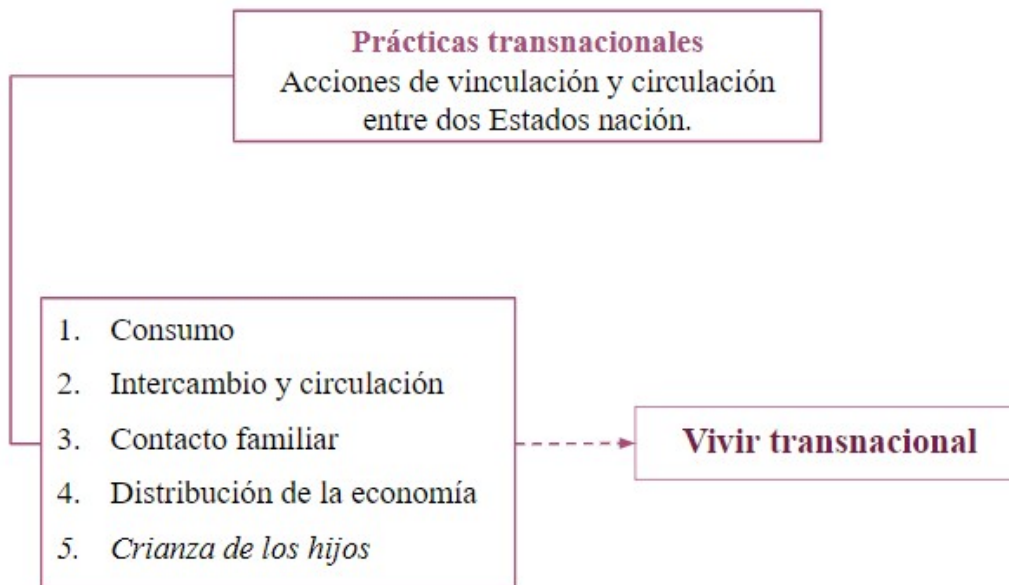 Prácticas transnacionales
Acciones de vinculación y circulación
entre dos Estados nación.
1. Consumo
2. Intercambio y circulación
3. Contacto familiar
4. Distribución de la economía
5. Crianza de los hijos
Vivir transnacional